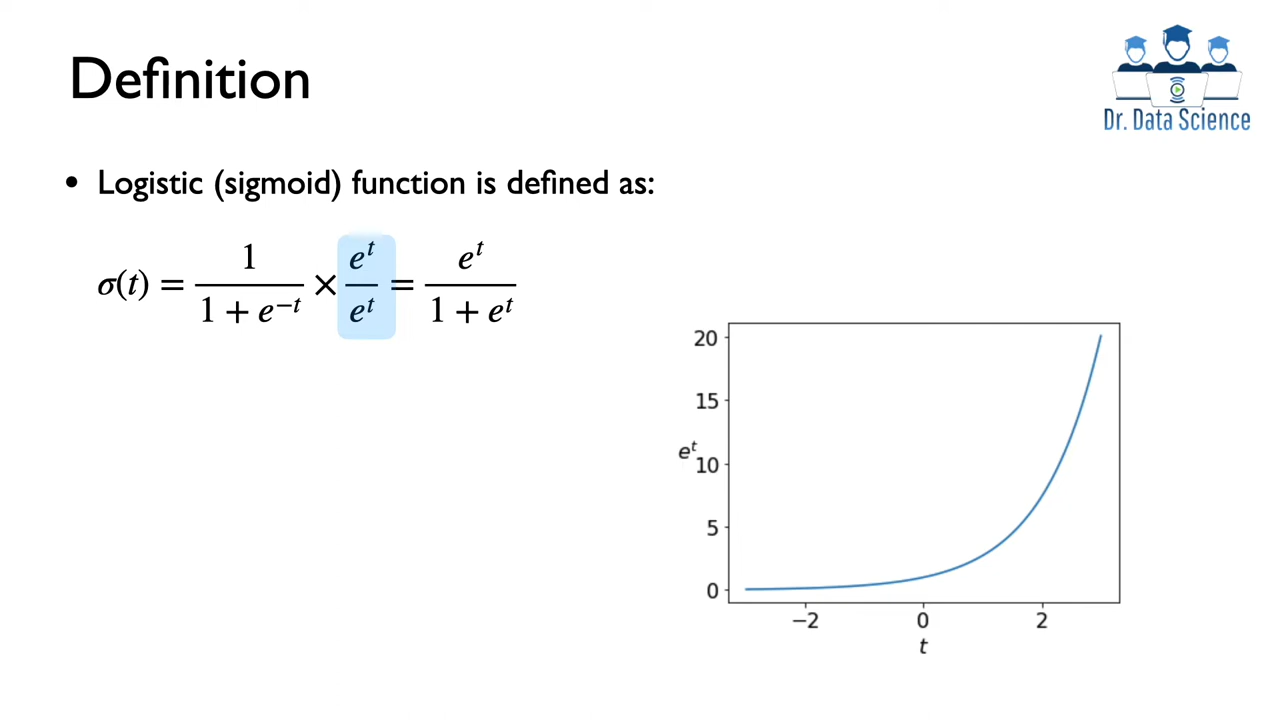 Definition
Dr. Data Science
• Logistic (sigmoid) function is defined as:
σ(t) = 1 / (1 + e^{−t}) × e^t / e^t = e^t / (1 + e^t)
20
15
e^t
10
5
0
−2 0 2
t